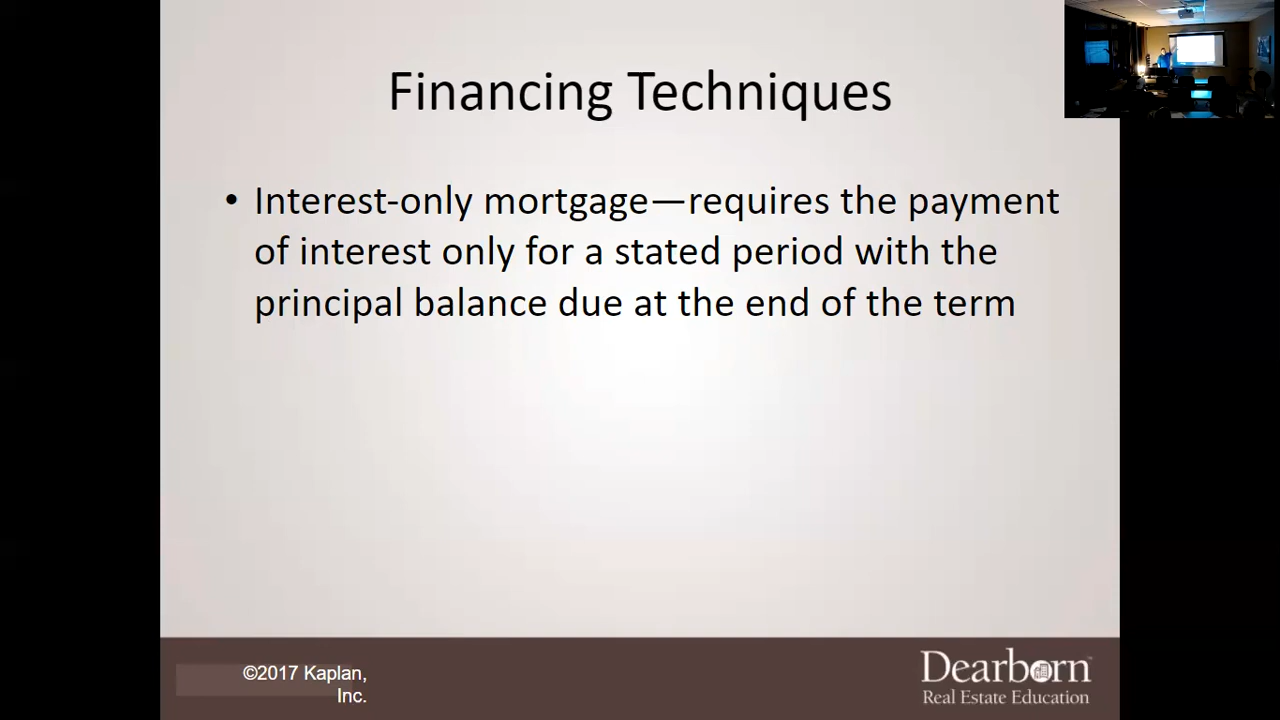 Financing Techniques
• Interest-only mortgage—requires the payment
of interest only for a stated period with the
principal balance due at the end of the term
©2017 Kaplan,
Inc.
Dearborn™
Real Estate Education